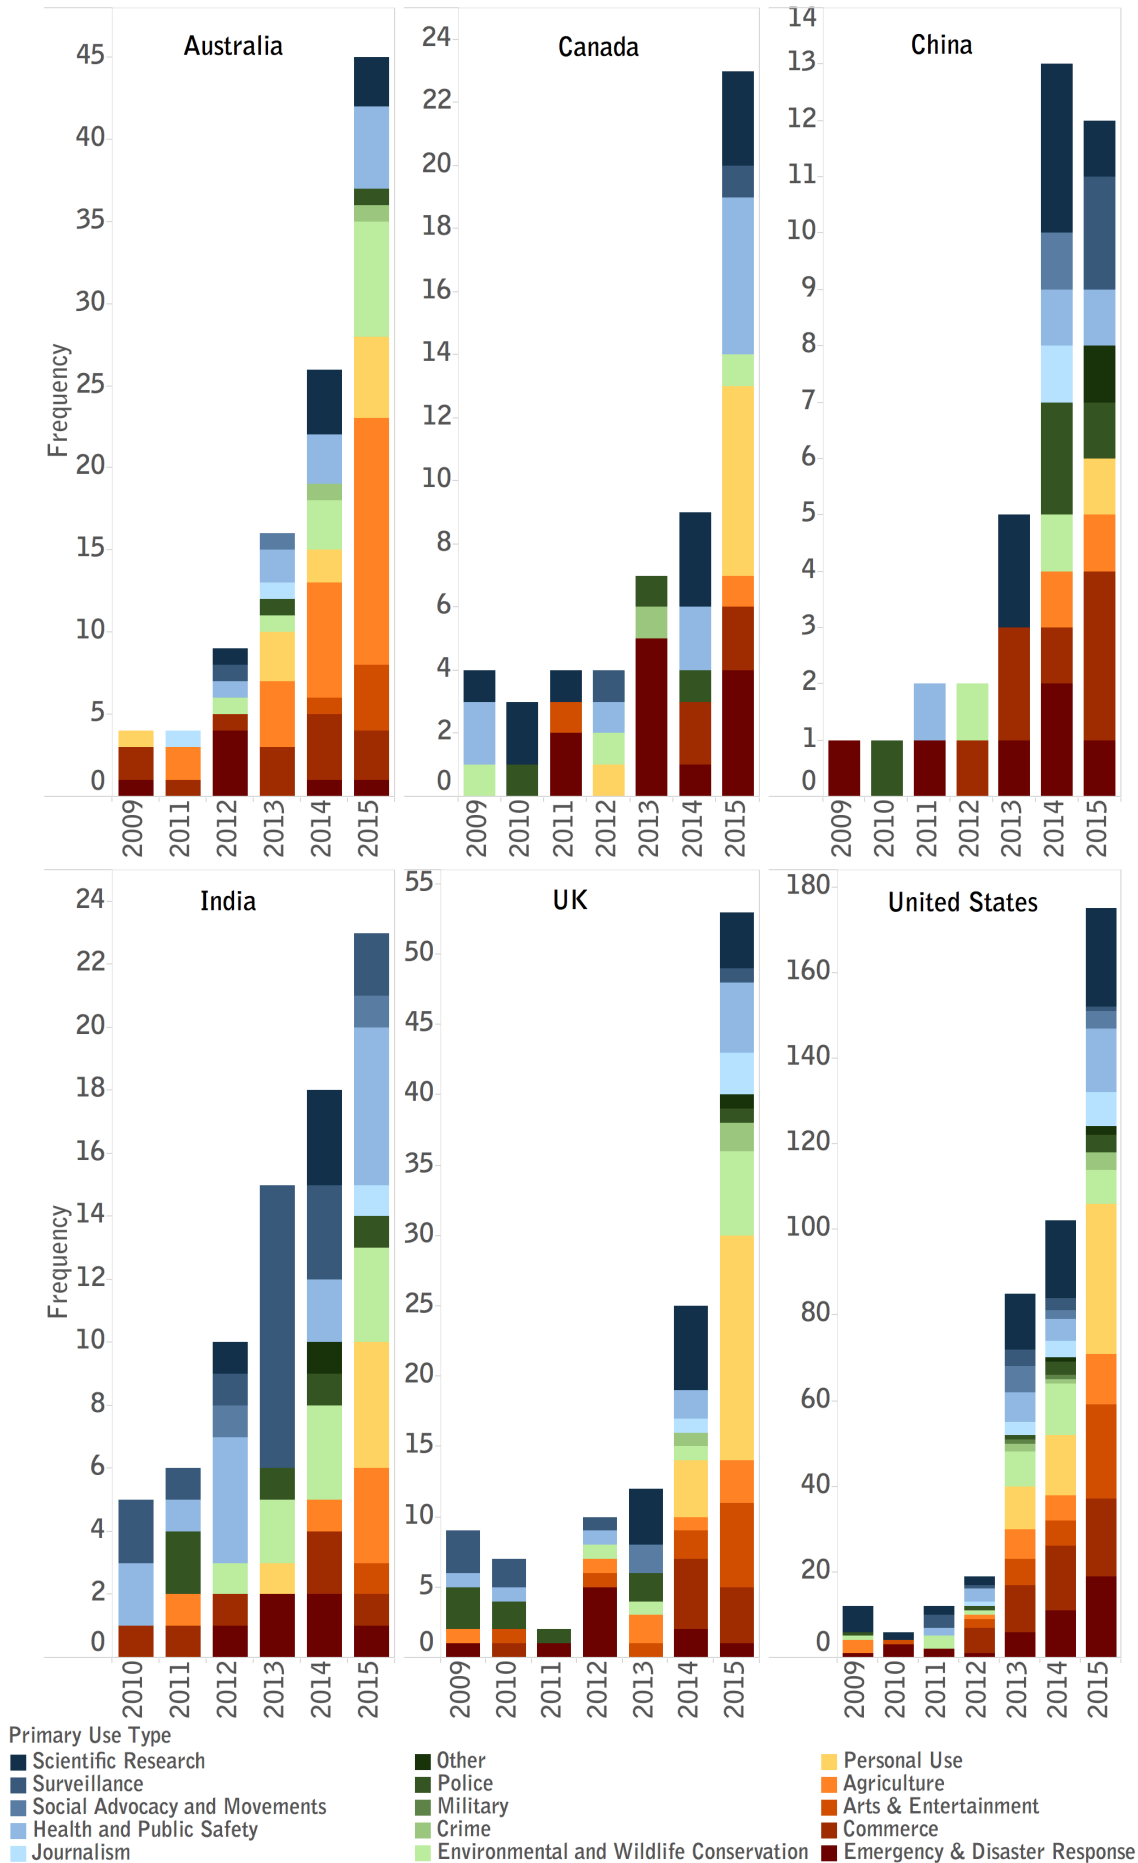 Australia
Canada
China
Frequency
45
40
35
30
25
20
15
10
5
0
24
22
20
18
16
14
12
10
8
6
4
2
0
14
13
12
11
10
9
8
7
6
5
4
3
2
1
0
2009 2011 2012 2013 2014 2015
2009 2010 2011 2012 2013 2014 2015
2009 2010 2011 2012 2013 2014 2015
India
UK
United States
Frequency
24
22
20
18
16
14
12
10
8
6
4
2
0
55
50
45
40
35
30
25
20
15
10
5
0
180
160
140
120
100
80
60
40
20
0
2010 2011 2012 2013 2014 2015
2009 2010 2011 2012 2013 2014 2015
2009 2010 2011 2012 2013 2014 2015
Primary Use Type
Scientific Research
Surveillance
Social Advocacy and Movements
Health and Public Safety
Journalism
Other
Police
Military
Crime
Environmental and Wildlife Conservation
Personal Use
Agriculture
Arts & Entertainment
Commerce
Emergency & Disaster Response